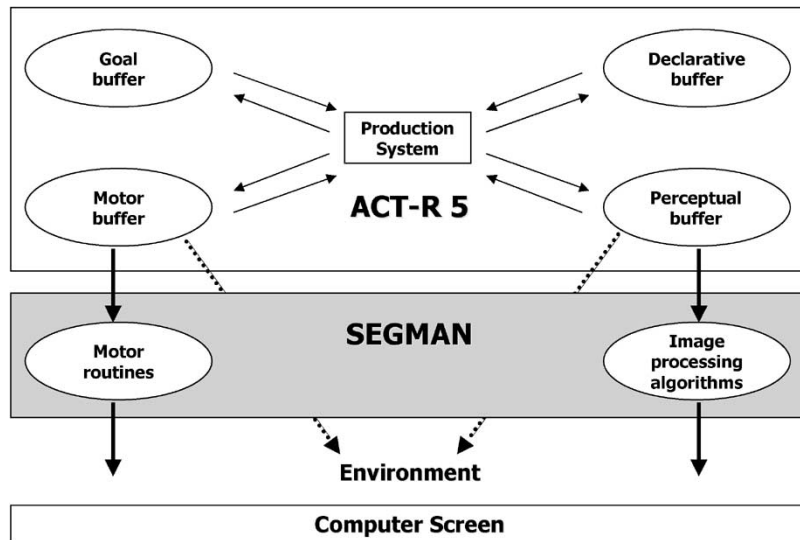 Goal
buffer
Declarative
buffer
Production
System
Motor
buffer
ACT-R 5
Perceptual
buffer
SEGMAN
Motor
routines
Image
processing
algorithms
Environment
Computer Screen